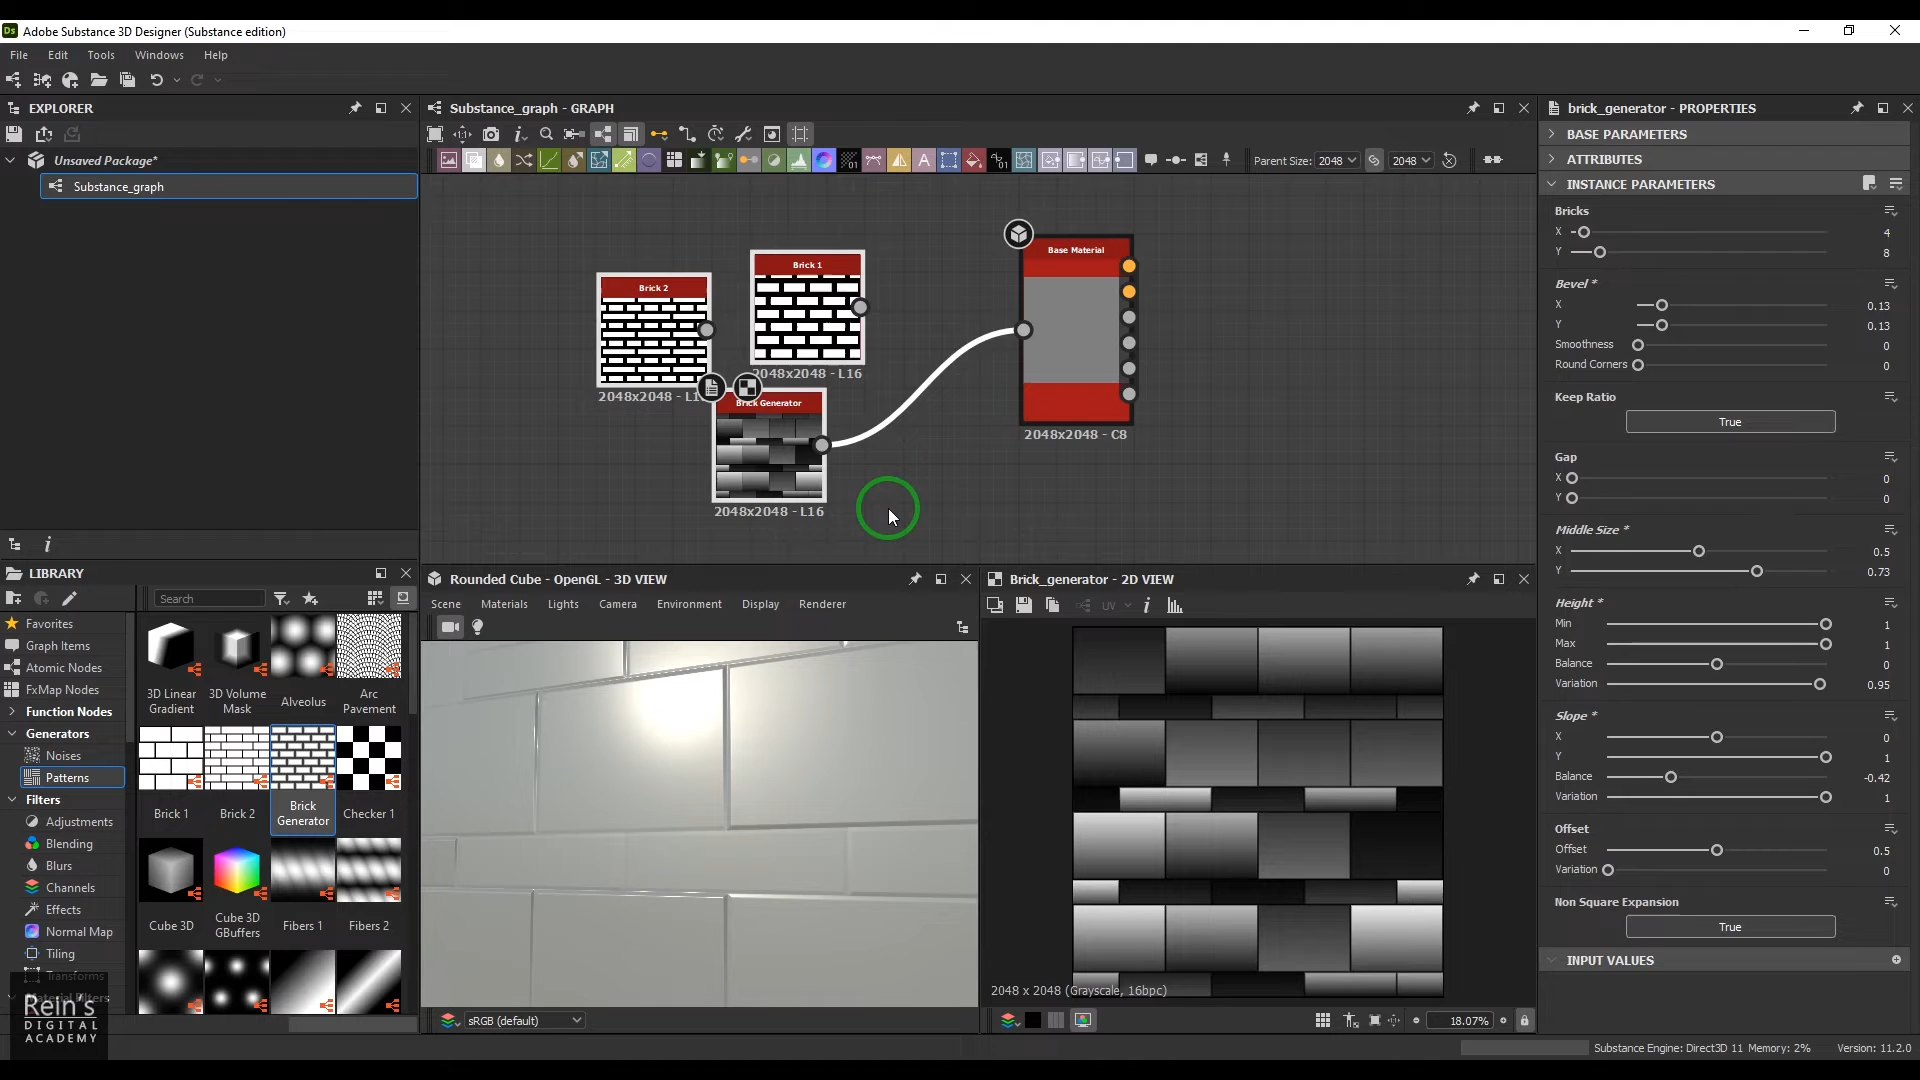 Ds Adobe Substance 3D Designer (Substance edition)
File Edit Tools Windows Help
EXPLORER
Unsaved Package*
Substance_graph
Substance_graph - GRAPH
Parent Size: 2048 2048
Brick 2
2048x2048 - L1
Brick 1
2048x2048 - L16
Brick Generator
2048x2048 - L16
Base Material
2048x2048 - C8
LIBRARY
Search
Favorites
Graph Items
Atomic Nodes
FxMap Nodes
Function Nodes
Generators
Noises
Patterns
Filters
Adjustments
Blending
Blurs
Channels
Effects
Normal Map
Tiling
Transforms
Material Filters
3D Linear Gradient
3D Volume Mask
Alveolus
Arc Pavement
Brick 1
Brick 2
Brick Generator
Checker 1
Cube 3D
Cube 3D GBuffers
Fibers 1
Fibers 2
Rein's
DIGITAL
ACADEMY
Rounded Cube - OpenGL - 3D VIEW
Scene Materials Lights Camera Environment Display Renderer
sRGB (default)
Brick_generator - 2D VIEW
UV
2048 x 2048 (Grayscale, 16bpc)
18.07%
brick_generator - PROPERTIES
BASE PARAMETERS
ATTRIBUTES
INSTANCE PARAMETERS
Bricks
X 4
Y 8
Bevel *
X 0.13
Y 0.13
Smoothness 0
Round Corners 0
Keep Ratio
True
Gap
X 0
Y 0
Middle Size *
X 0.5
Y 0.73
Height *
Min 1
Max 1
Balance 0
Variation 0.95
Slope *
X 0
Y 1
Balance -0.42
Variation 1
Offset
Offset 0.5
Variation 0
Non Square Expansion
True
INPUT VALUES
Substance Engine: Direct3D 11 Memory: 2% Version: 11.2.0